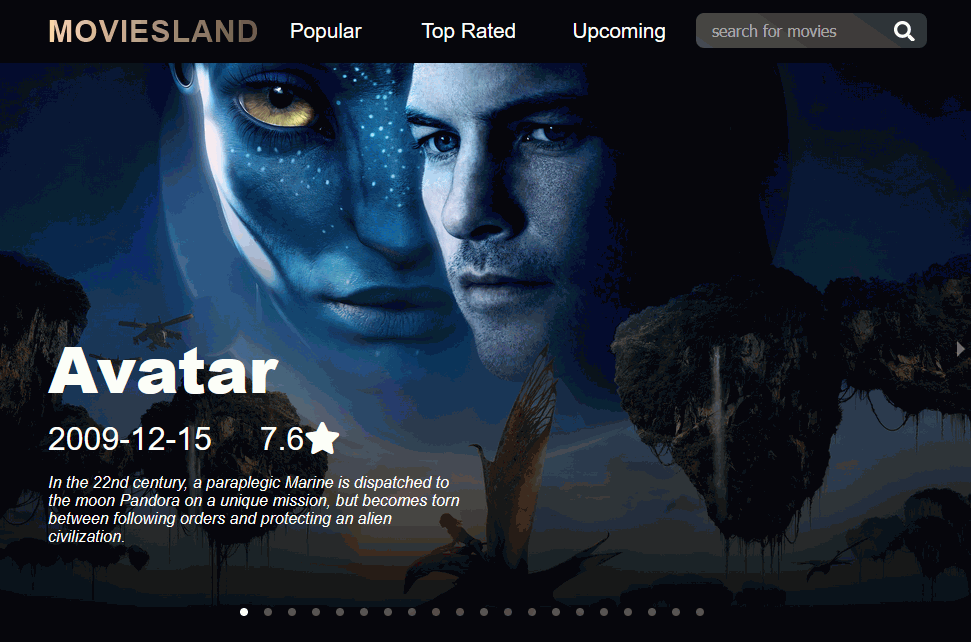 MOVIESLAND Popular Top Rated Upcoming search for movies
Avatar
2009-12-15 7.6
In the 22nd century, a paraplegic Marine is dispatched to
the moon Pandora on a unique mission, but becomes torn
between following orders and protecting an alien
civilization.